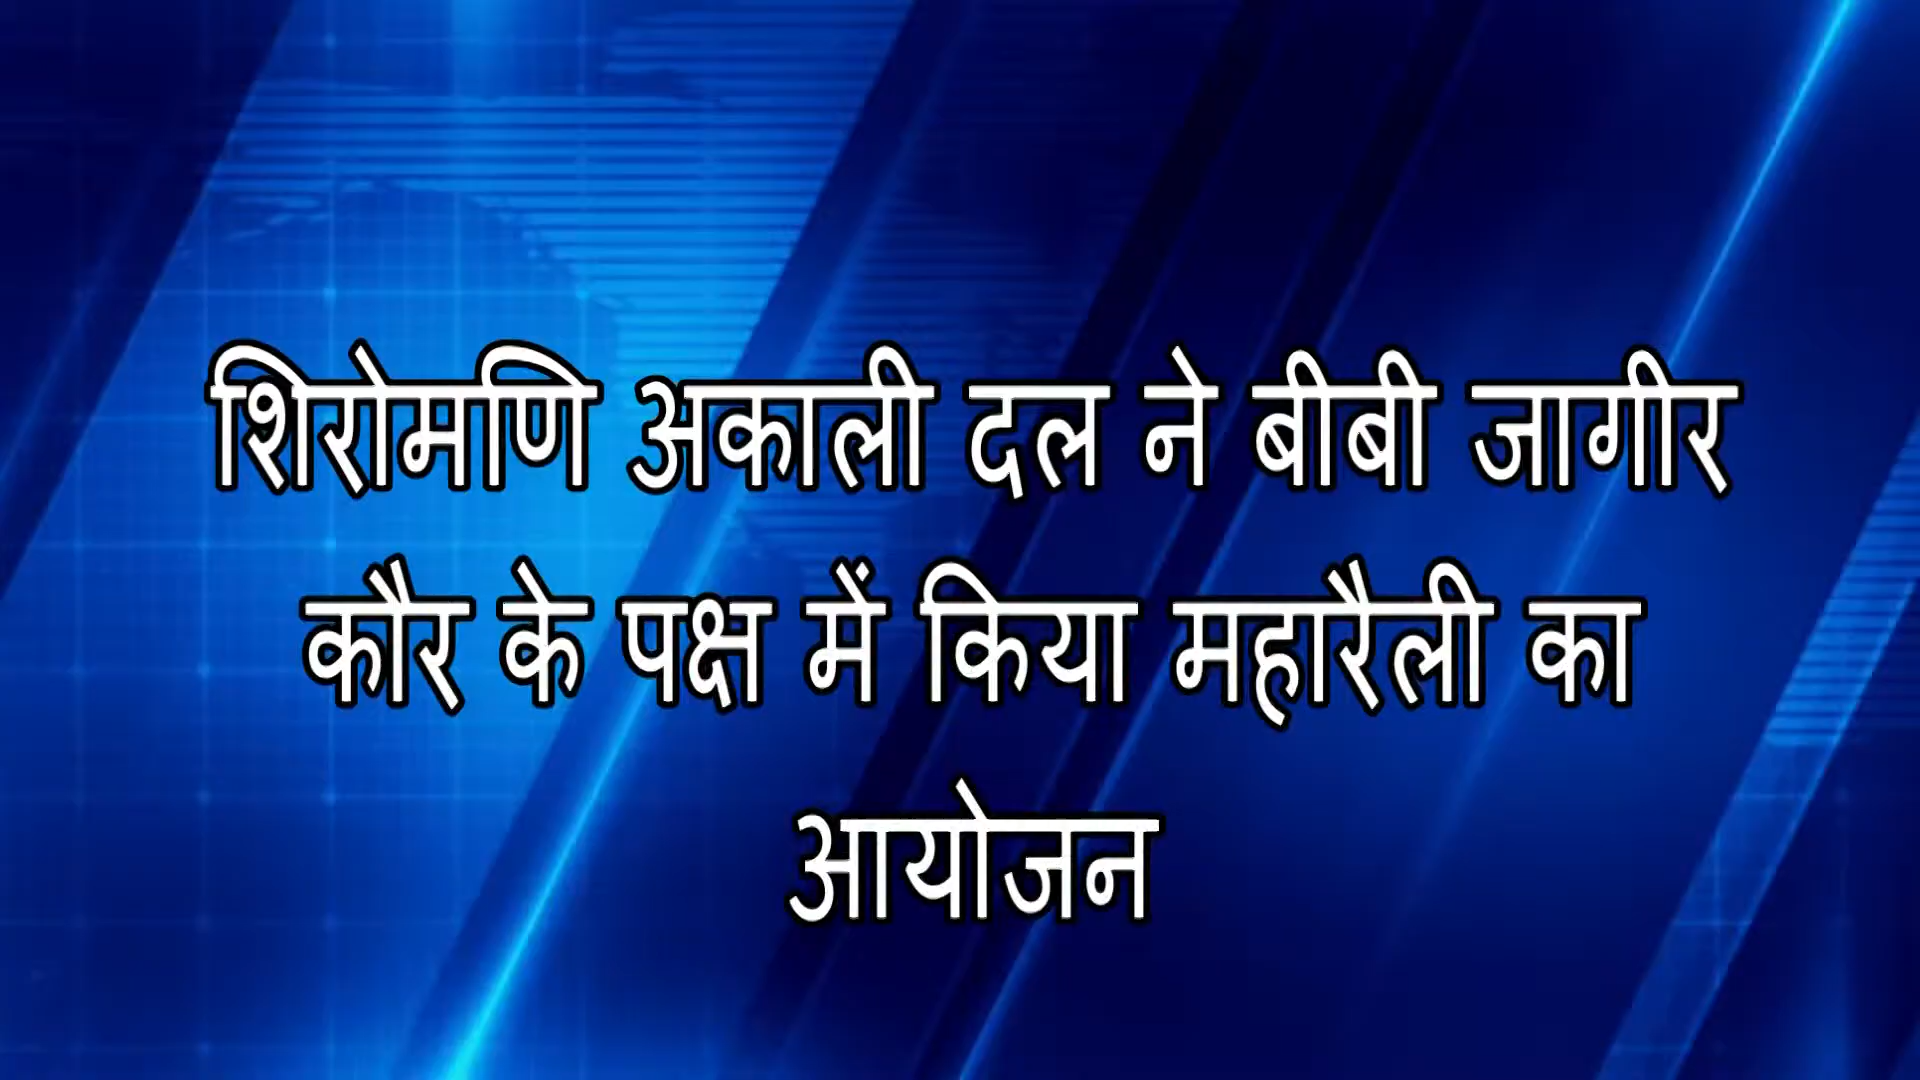 शिरोमणि अकाली दल ने बीबी जागीर
कौर के पक्ष में किया महारैली का
आयोजन